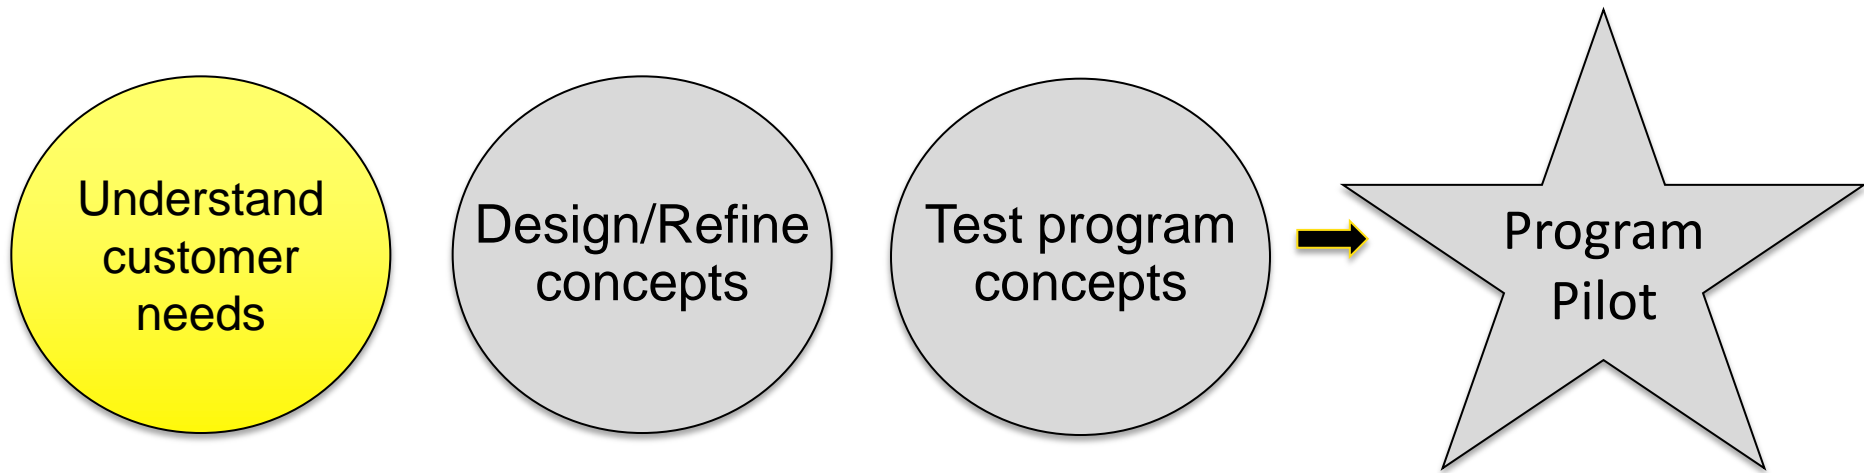 Understand
customer
needs
Design/Refine
concepts
Test program
concepts
Program
Pilot